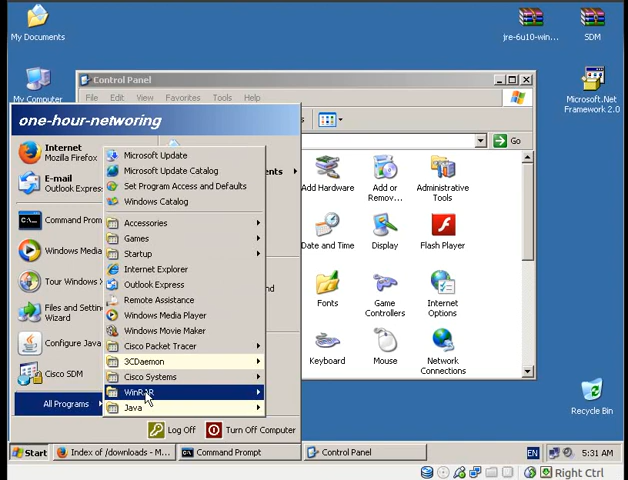 My Documents
jre-6u10-win...
SDM
My Computer
Microsoft.Net
Framework 2.0
Control Panel
File Edit View Favorites Tools Help
Go
Add Hardware
Add or
Remov...
Administrative
Tools
Date and Time
Display
Flash Player
Fonts
Game
Controllers
Internet
Options
Keyboard
Mouse
Network
Connections
one-hour-networing
Internet
Mozilla Firefox
E-mail
Outlook Express
Command Prom
Windows Media
Tour Windows
Files and Setting
Wizard
Configure Java
Cisco SDM
All Programs
Microsoft Update
Microsoft Update Catalog
Set Program Access and Defaults
Windows Catalog
Accessories
Games
Startup
Internet Explorer
Outlook Express
Remote Assistance
Windows Media Player
Windows Movie Maker
Cisco Packet Tracer
3CDaemon
Cisco Systems
WinRAR
Java
Log Off
Turn Off Computer
Recycle Bin
Start
Index of /downloads - M...
Command Prompt
Control Panel
EN
5:31 AM
Right Ctrl